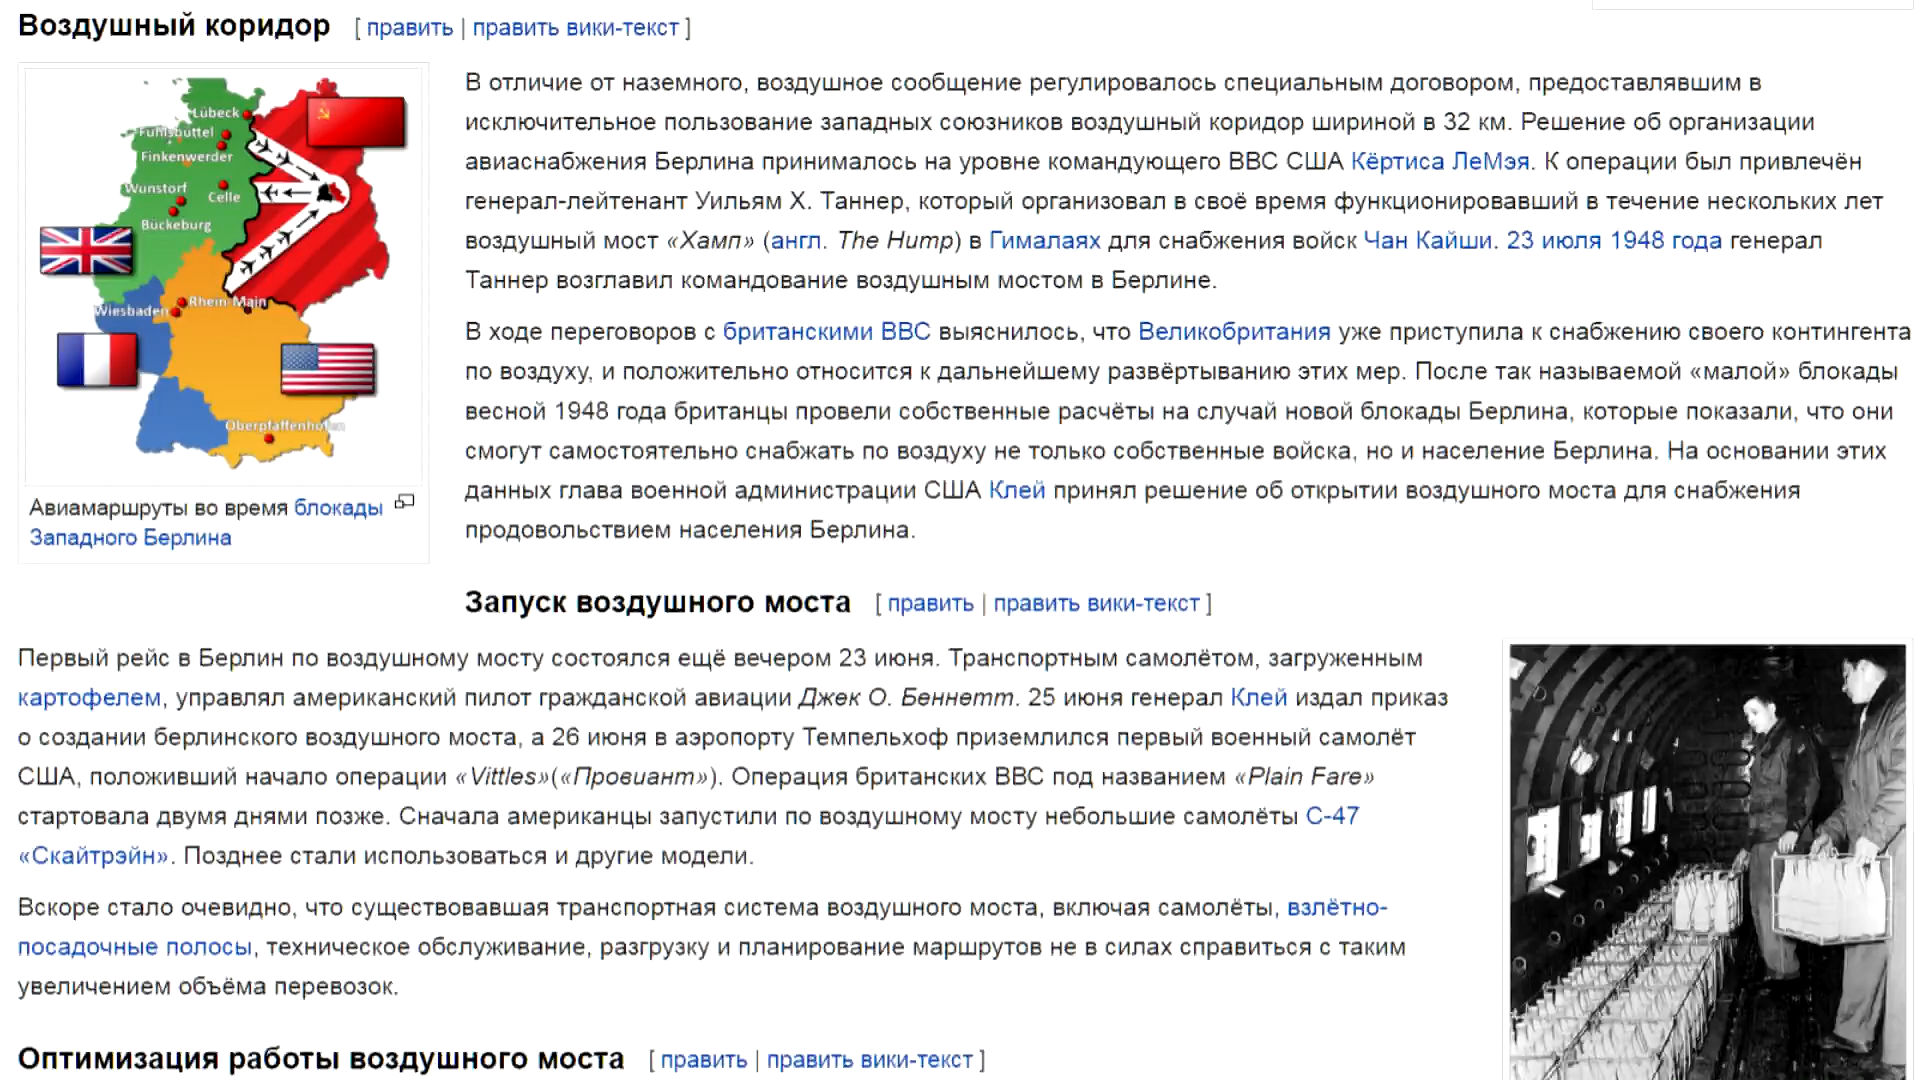 Воздушный коридор [ править | править вики-текст ]
Lübeck
Fuhlsbüttel
Finkenwerder
Wunstorf
Celle
Bückeburg
Rhein-Main
Wiesbaden
Oberpfaffenhofen
Авиамаршруты во время блокады
Западного Берлина
В отличие от наземного, воздушное сообщение регулировалось специальным договором, предоставлявшим в
исключительное пользование западных союзников воздушный коридор шириной в 32 км. Решение об организации
авиаснабжения Берлина принималось на уровне командующего ВВС США Кёртиса ЛеМэя. К операции был привлечён
генерал-лейтенант Уильям Х. Таннер, который организовал в своё время функционировавший в течение нескольких лет
воздушный мост «Хамп» (англ. The Hump) в Гималаях для снабжения войск Чан Кайши. 23 июля 1948 года генерал
Таннер возглавил командование воздушным мостом в Берлине.
В ходе переговоров с британскими ВВС выяснилось, что Великобритания уже приступила к снабжению своего контингента
по воздуху, и положительно относится к дальнейшему развёртыванию этих мер. После так называемой «малой» блокады
весной 1948 года британцы провели собственные расчёты на случай новой блокады Берлина, которые показали, что они
смогут самостоятельно снабжать по воздуху не только собственные войска, но и население Берлина. На основании этих
данных глава военной администрации США Клей принял решение об открытии воздушного моста для снабжения
продовольствием населения Берлина.
Запуск воздушного моста [ править | править вики-текст ]
Первый рейс в Берлин по воздушному мосту состоялся ещё вечером 23 июня. Транспортным самолётом, загруженным
картофелем, управлял американский пилот гражданской авиации Джек О. Беннетт. 25 июня генерал Клей издал приказ
о создании берлинского воздушного моста, а 26 июня в аэропорту Темпельхоф приземлился первый военный самолёт
США, положивший начало операции «Vittles»(«Провиант»). Операция британских ВВС под названием «Plain Fare»
стартовала двумя днями позже. Сначала американцы запустили по воздушному мосту небольшие самолёты C-47
«Скайтрэйн». Позднее стали использоваться и другие модели.
Вскоре стало очевидно, что существовавшая транспортная система воздушного моста, включая самолёты, взлётно-
посадочные полосы, техническое обслуживание, разгрузку и планирование маршрутов не в силах справиться с таким
увеличением объёма перевозок.
Оптимизация работы воздушного моста [ править | править вики-текст ]